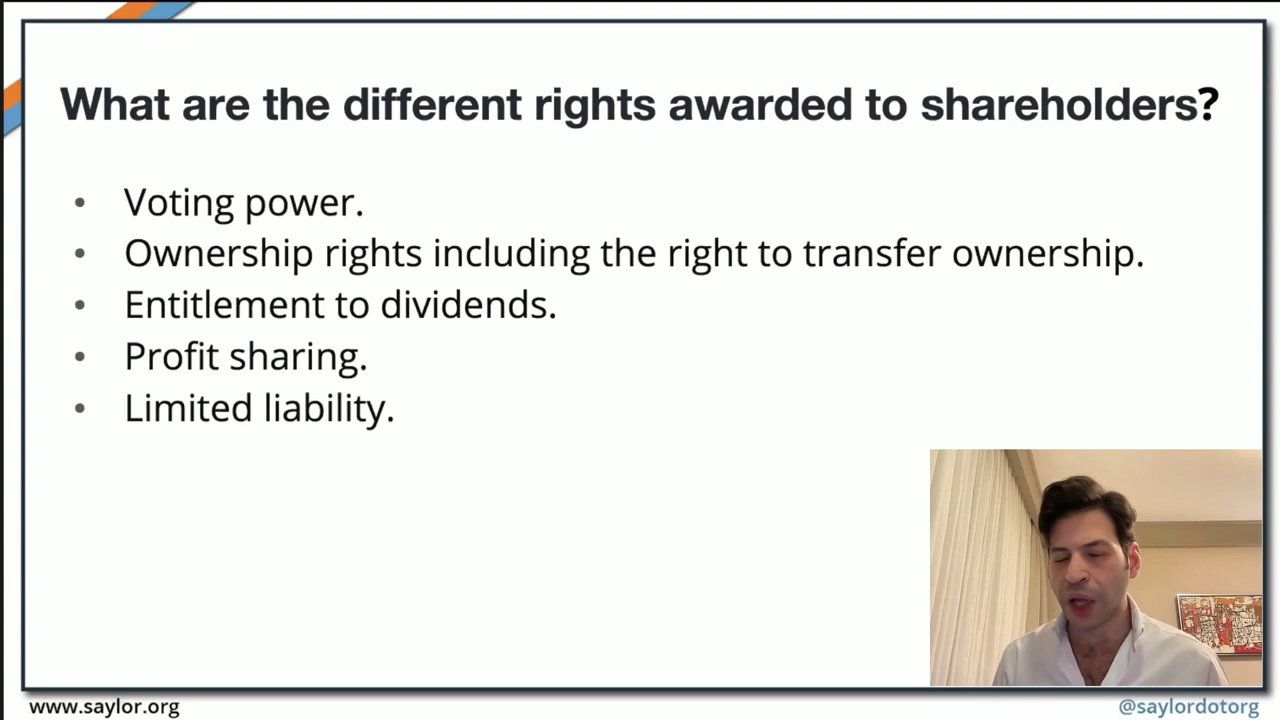 What are the different rights awarded to shareholders?
• Voting power.
• Ownership rights including the right to transfer ownership.
• Entitlement to dividends.
• Profit sharing.
• Limited liability.
www.saylor.org
@saylordotorg